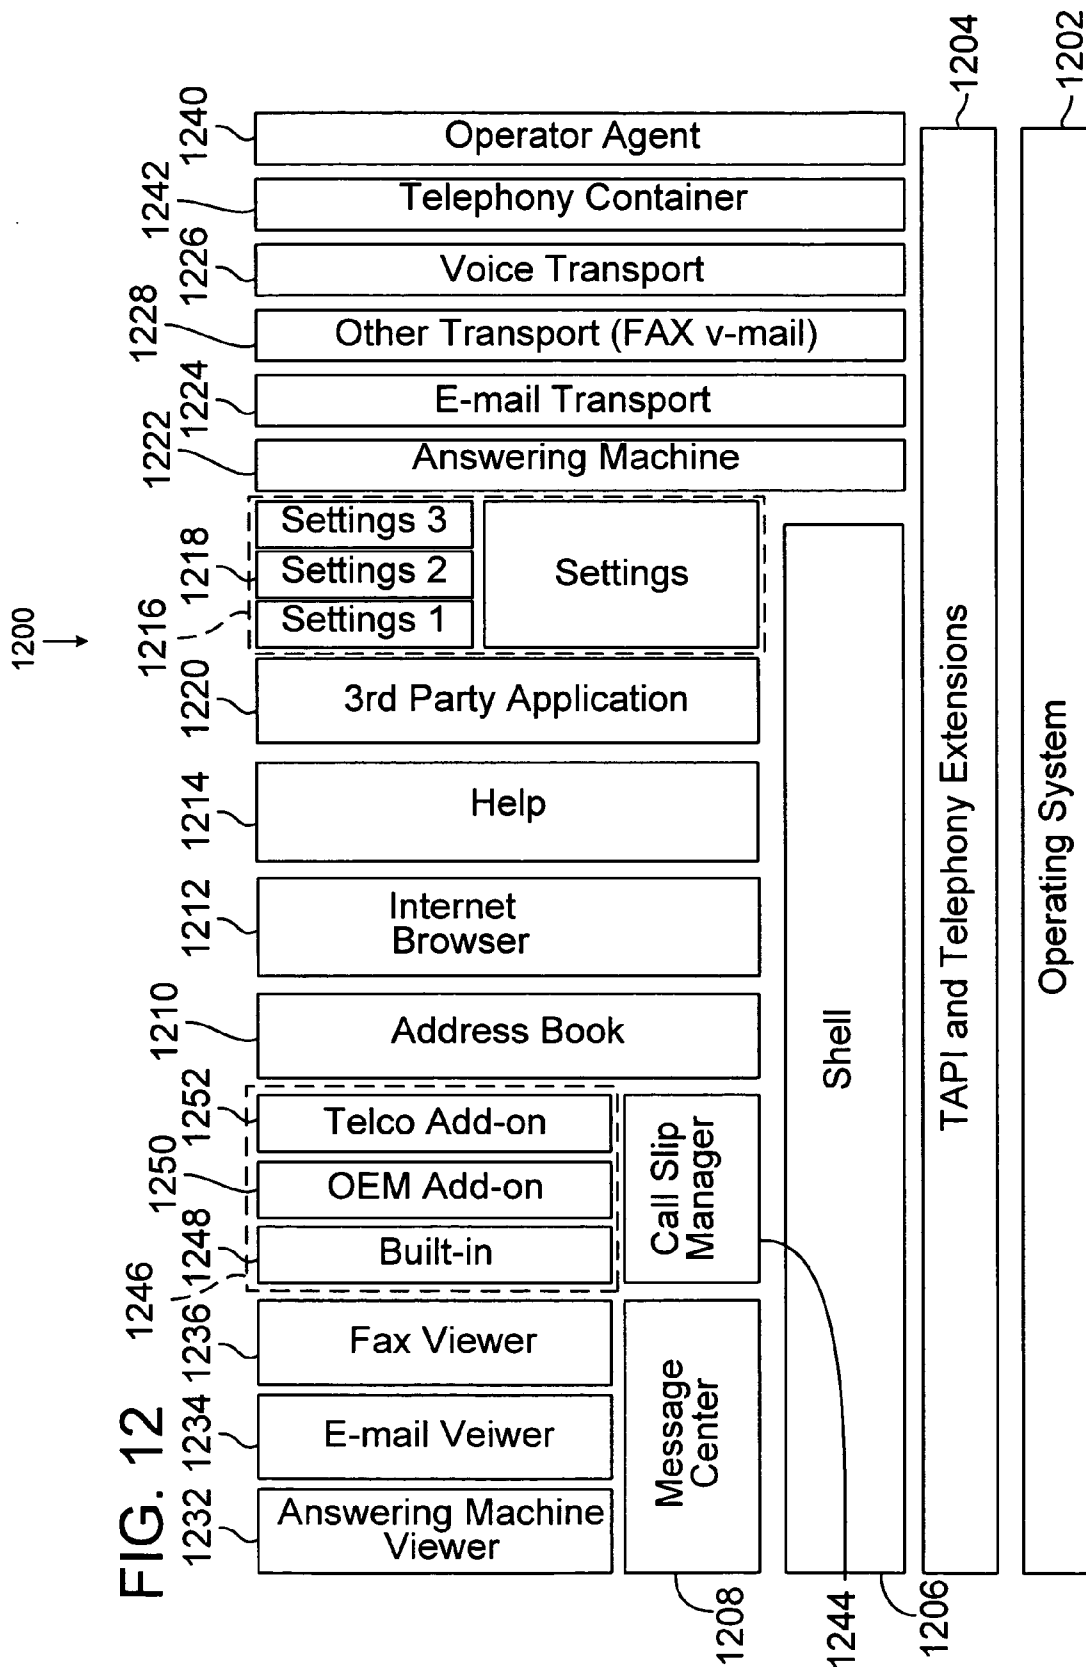 FIG. 12
1200
1232
1234
1236
1246
1248
1250
1252
1210
1212
1214
1220
1216
1218
1222
1224
1228
1226
1242
1240
Answering Machine
Viewer
E-mail Veiwer
Fax Viewer
Built-in
OEM Add-on
Telco Add-on
Address Book
Internet
Browser
Help
3rd Party Application
Settings 1
Settings 2
Settings 3
Settings
Answering Machine
E-mail Transport
Other Transport (FAX v-mail)
Voice Transport
Telephony Container
Operator Agent
Message
Center
Call Slip
Manager
Shell
TAPI and Telephony Extensions
Operating System
1208
1244
1206
1204
1202